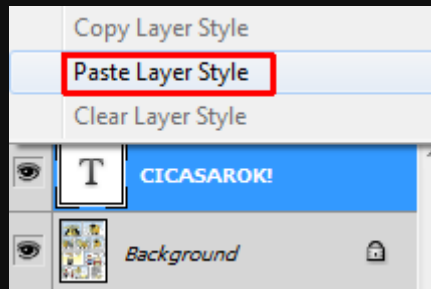 Copy Layer Style
Paste Layer Style
Clear Layer Style
T CICASAROK!
Background